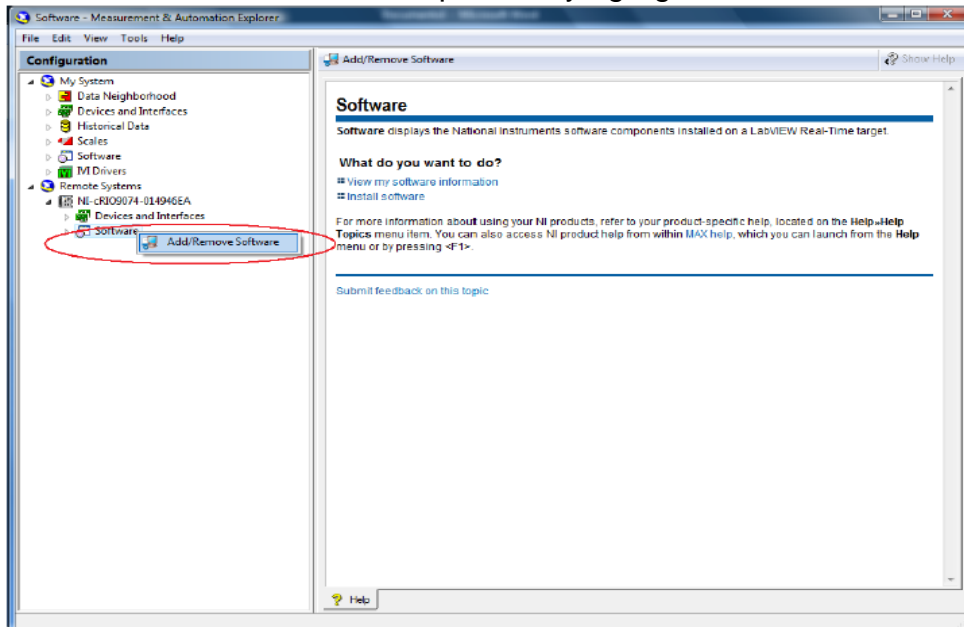 Software - Measurement & Automation Explorer
File Edit View Tools Help
Configuration
My System
Data Neighborhood
Devices and Interfaces
Historical Data
Scales
Software
IVI Drivers
Remote Systems
NI-cRIO9074-014946EA
Devices and Interfaces
Software
Add/Remove Software
Add/Remove Software
Show Help
Software
Software displays the National Instruments software components installed on a LabVIEW Real-Time target.
What do you want to do?
View my software information
Install software
For more information about using your NI products, refer to your product-specific help, located on the Help»Help
Topics menu item. You can also access NI product help from within MAX help, which you can launch from the Help
menu or by pressing <F1>.
Submit feedback on this topic
Help